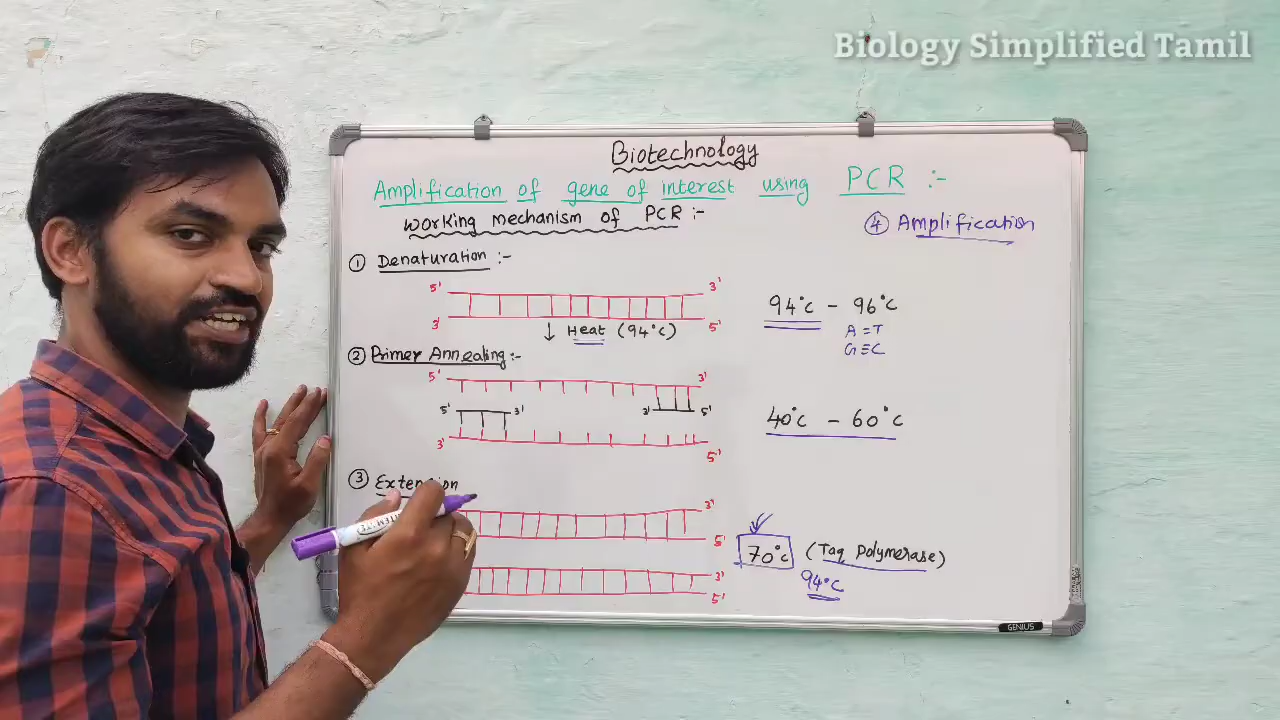 Biology Simplified Tamil
Biotechnology
Amplification of gene of interest using PCR :-
Working mechanism of PCR :-
④ Amplification
① Denaturation :-
5' 3'
3' 5'
↓ Heat (94°c)
94°c - 96°c
A = T
G ≡ C
② Primer Annealing :-
5' 3'
5' 3' 3' 5'
3' 5'
40°c - 60°c
③ Extension
3'
5'
70°c (Taq Polymerase)
94°C
3'
5'
GENIUS